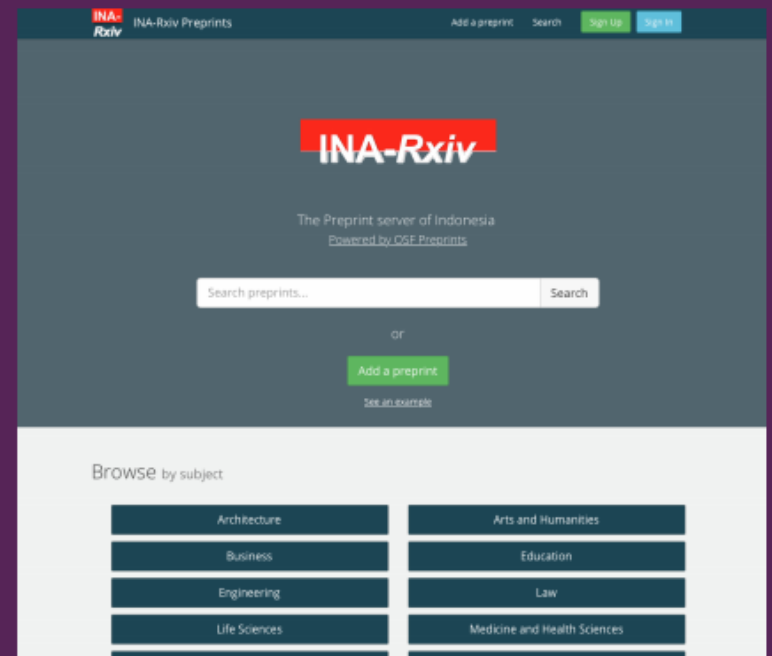 INA-
Rxiv
INA-Rxiv Preprints
Add a preprint
Search
Sign Up
Sign In
INA-Rxiv
The Preprint server of Indonesia
Powered by OSF Preprints
Search preprints...
Search
or
Add a preprint
See an example
Browse by subject
Architecture
Arts and Humanities
Business
Education
Engineering
Law
Life Sciences
Medicine and Health Sciences